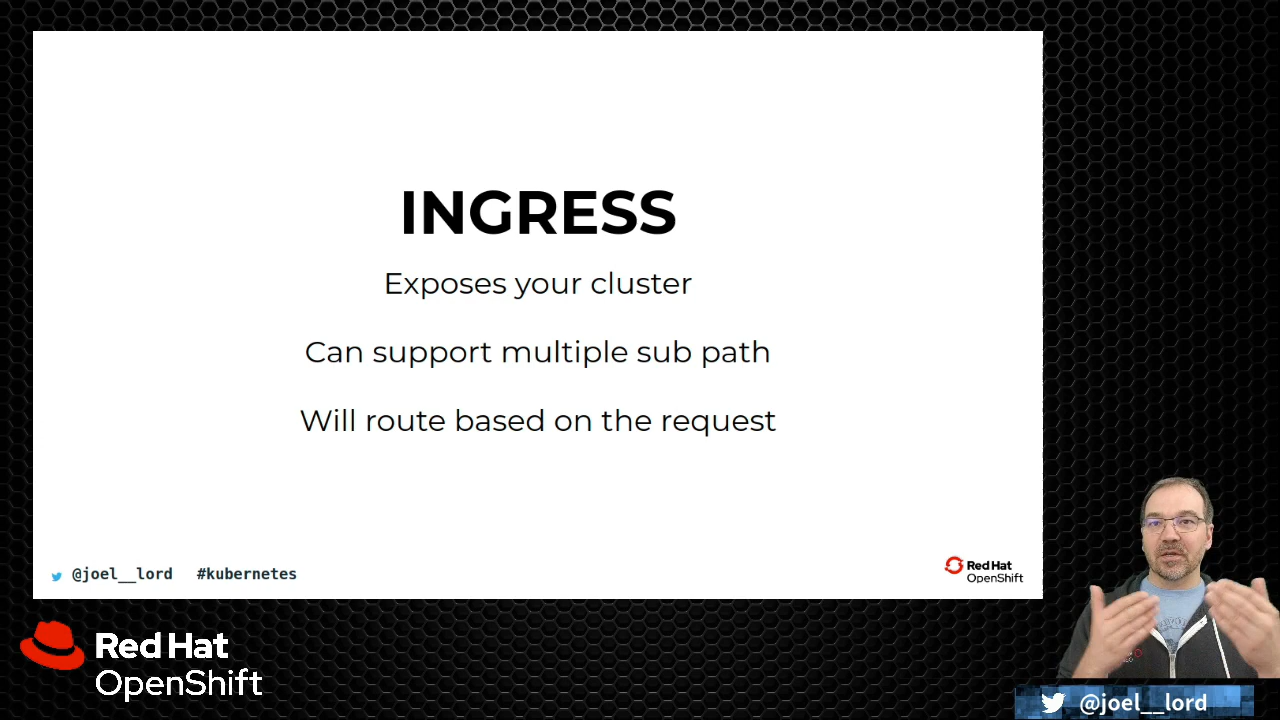 INGRESS
Exposes your cluster
Can support multiple sub path
Will route based on the request
@joel__lord #kubernetes
Red Hat
OpenShift
Red Hat
OpenShift
@joel__lord